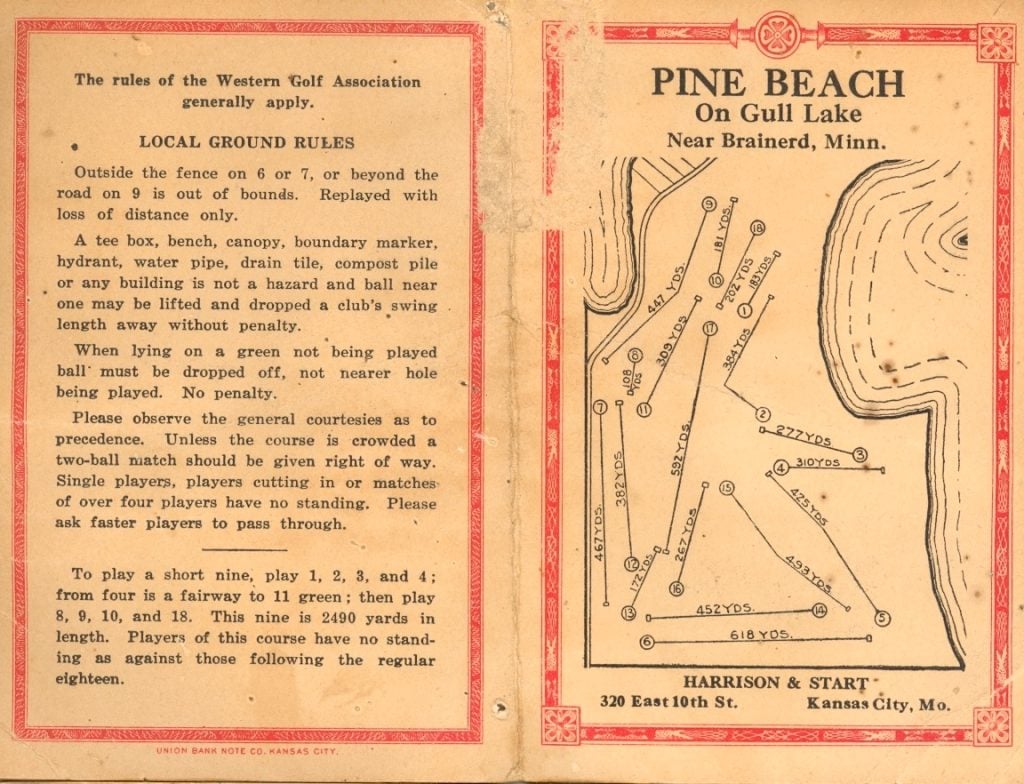 The rules of the Western Golf Association
generally apply.
LOCAL GROUND RULES
Outside the fence on 6 or 7, or beyond the
road on 9 is out of bounds. Replayed with
loss of distance only.
A tee box, bench, canopy, boundary marker,
hydrant, water pipe, drain tile, compost pile
or any building is not a hazard and ball near
one may be lifted and dropped a club's swing
length away without penalty.
When lying on a green not being played
ball must be dropped off, not nearer hole
being played. No penalty.
Please observe the general courtesies as to
precedence. Unless the course is crowded a
two-ball match should be given right of way.
Single players, players cutting in or matches
of over four players have no standing. Please
ask faster players to pass through.
To play a short nine, play 1, 2, 3, and 4;
from four is a fairway to 11 green; then play
8, 9, 10, and 18. This nine is 2490 yards in
length. Players of this course have no stand-
ing as against those following the regular
eighteen.
UNION BANK NOTE CO. KANSAS CITY.
PINE BEACH
On Gull Lake
Near Brainerd, Minn.
9
181 YDS.
18
447 YDS.
10
202 YDS
183 YDS.
1
17
309 YDS
384 YDS.
8
108 YDS
7
11
2
277 YDS
3
592 YDS
4
310 YDS
382 YDS
15
425 YDS
467 YDS.
267 YDS
12
172 YDS
493 YDS.
16
13
452 YDS.
14
5
6
618 YDS.
HARRISON & START
320 East 10th St. Kansas City, Mo.